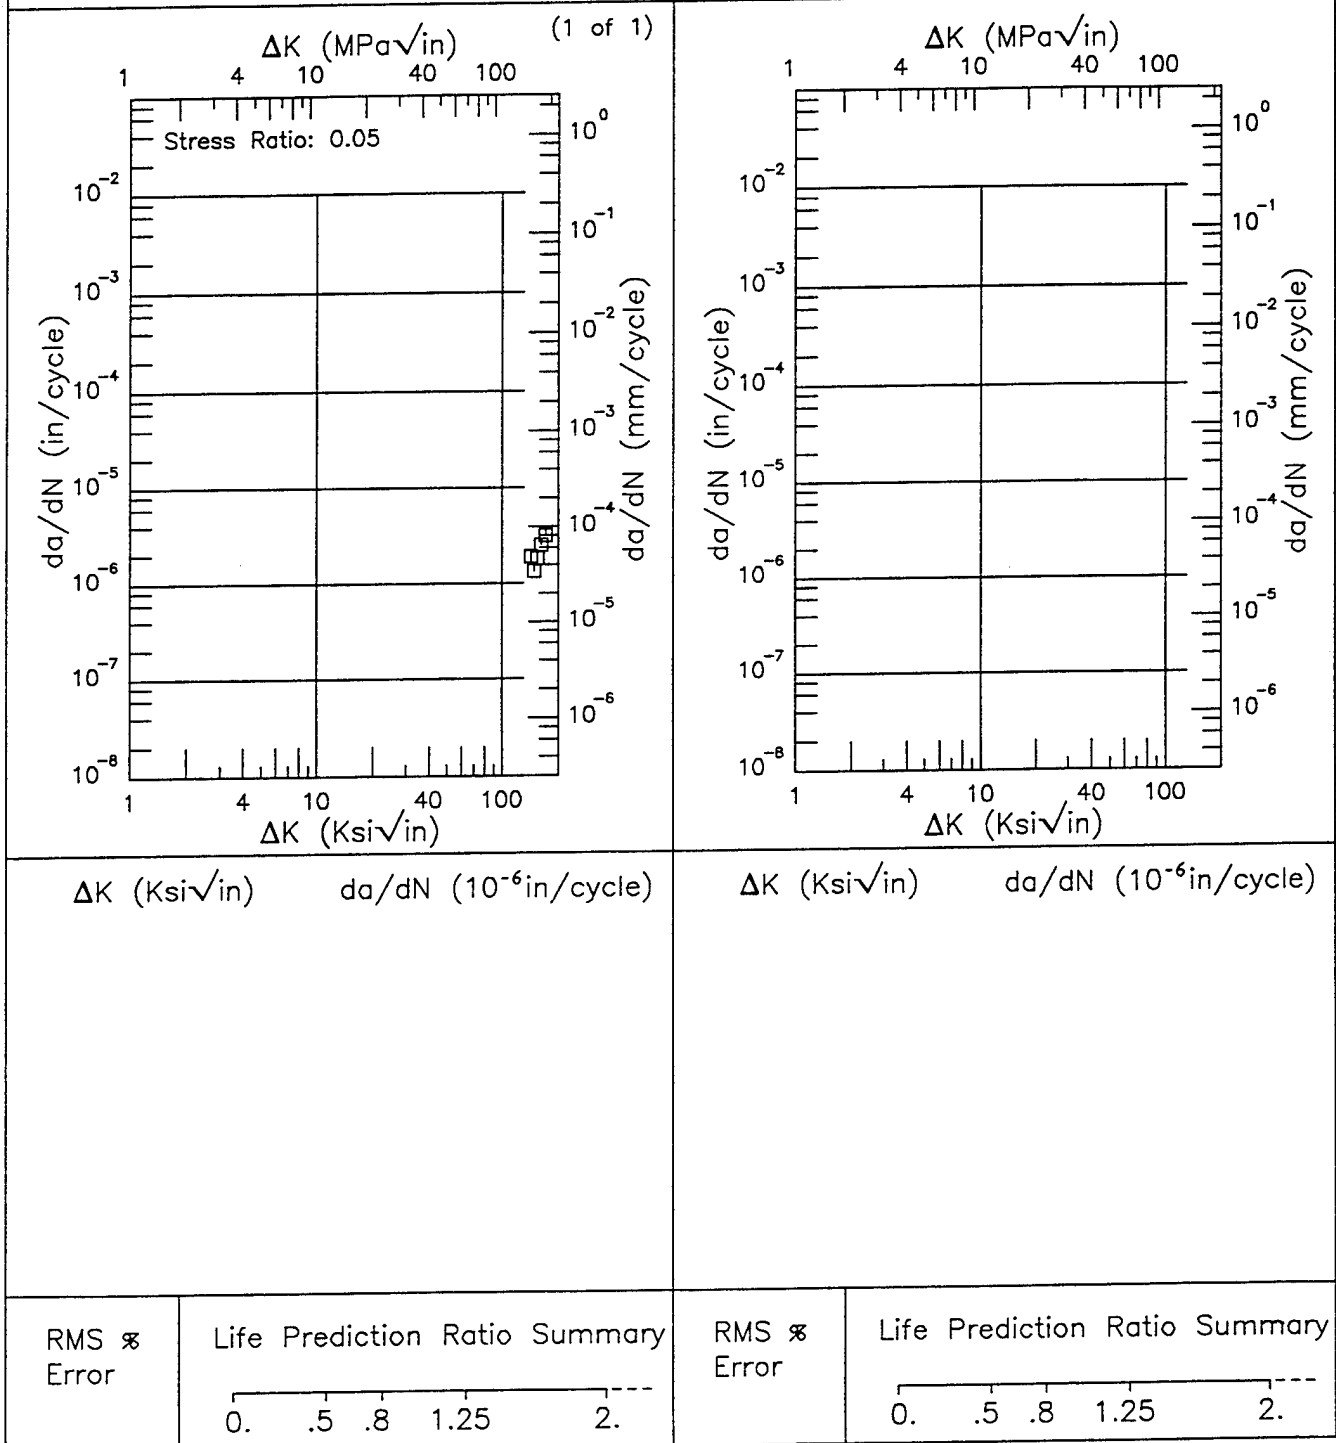 (1 of 1)
ΔK (MPa√in)
1 4 10 40 100
Stress Ratio: 0.05
10⁰
10⁻²
10⁻¹
10⁻³
10⁻²
10⁻⁴
10⁻³
10⁻⁵
10⁻⁴
10⁻⁶
10⁻⁵
10⁻⁷
10⁻⁶
10⁻⁸
da/dN (in/cycle)
da/dN (mm/cycle)
1 4 10 40 100
ΔK (Ksi√in)
ΔK (MPa√in)
1 4 10 40 100
10⁰
10⁻²
10⁻¹
10⁻³
10⁻²
10⁻⁴
10⁻³
10⁻⁵
10⁻⁴
10⁻⁶
10⁻⁵
10⁻⁷
10⁻⁶
10⁻⁸
da/dN (in/cycle)
da/dN (mm/cycle)
1 4 10 40 100
ΔK (Ksi√in)
ΔK (Ksi√in) da/dN (10⁻⁶in/cycle)
ΔK (Ksi√in) da/dN (10⁻⁶in/cycle)
RMS %
Error
Life Prediction Ratio Summary
0. .5 .8 1.25 2.
RMS %
Error
Life Prediction Ratio Summary
0. .5 .8 1.25 2.